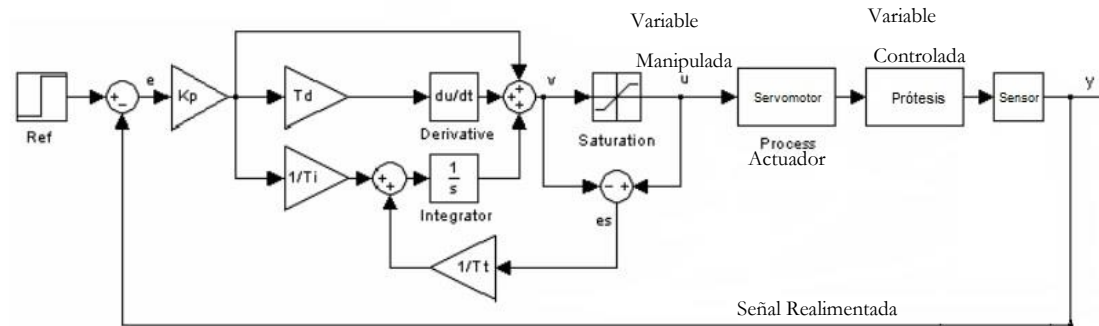 Variable
Variable
Manipulada
Controlada
e
v
u
y
+
−
Kp
Td
du/dt
+
+
+
Servomotor
Prótesis
Sensor
Ref
Derivative
Saturation
Process
Actuador
1/Ti
+
+
1
s
− +
Integrator
es
1/Tt
Señal Realimentada